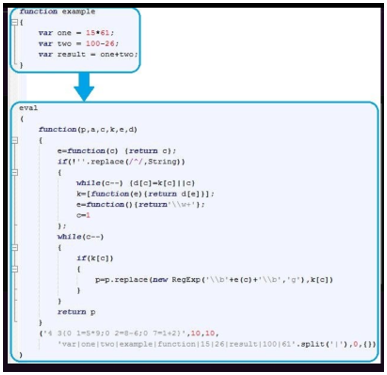 function example
{
var one = 15*61;
var two = 100-26;
var result = one+two;
}
eval
(
function(p,a,c,k,e,d)
{
e=function(c) {return c};
if(!''.replace(/^/,String))
{
while(c--) {d[c]=k[c]||c}
k=[function(e){return d[e]}];
e=function(){return'\\w+'};
c=1
};
while(c--)
{
if(k[c])
{
p=p.replace(new RegExp('\\b'+e(c)+'\\b','g'),k[c])
}
}
return p
}
('4 3{0 1=5*9;0 2=8-6;0 7=1+2}',10,10,
'var|one|two|example|function|15|26|result|100|61'.split('|'),0,{})
)